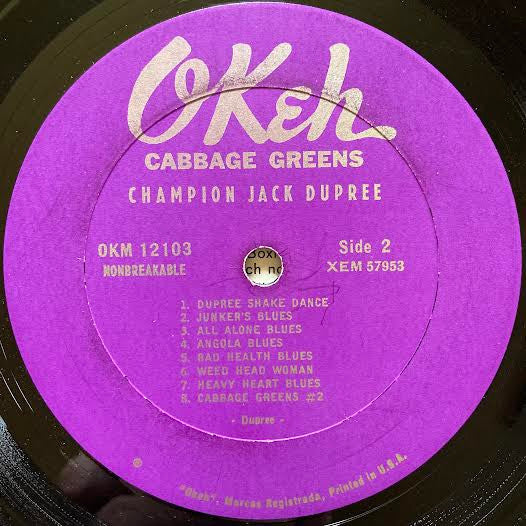 OKeh
CABBAGE GREENS
CHAMPION JACK DUPREE
OKM 12103
NONBREAKABLE
Side 2
XEM 57953
1. DUPREE SHAKE DANCE
2. JUNKER'S BLUES
3. ALL ALONE BLUES
4. ANGOLA BLUES
5. BAD HEALTH BLUES
6. WEED HEAD WOMAN
7. HEAVY HEART BLUES
8. CABBAGE GREENS #2
- Dupree -
®
"Okeh", Marcas Registrada, Printed in U.S.A.